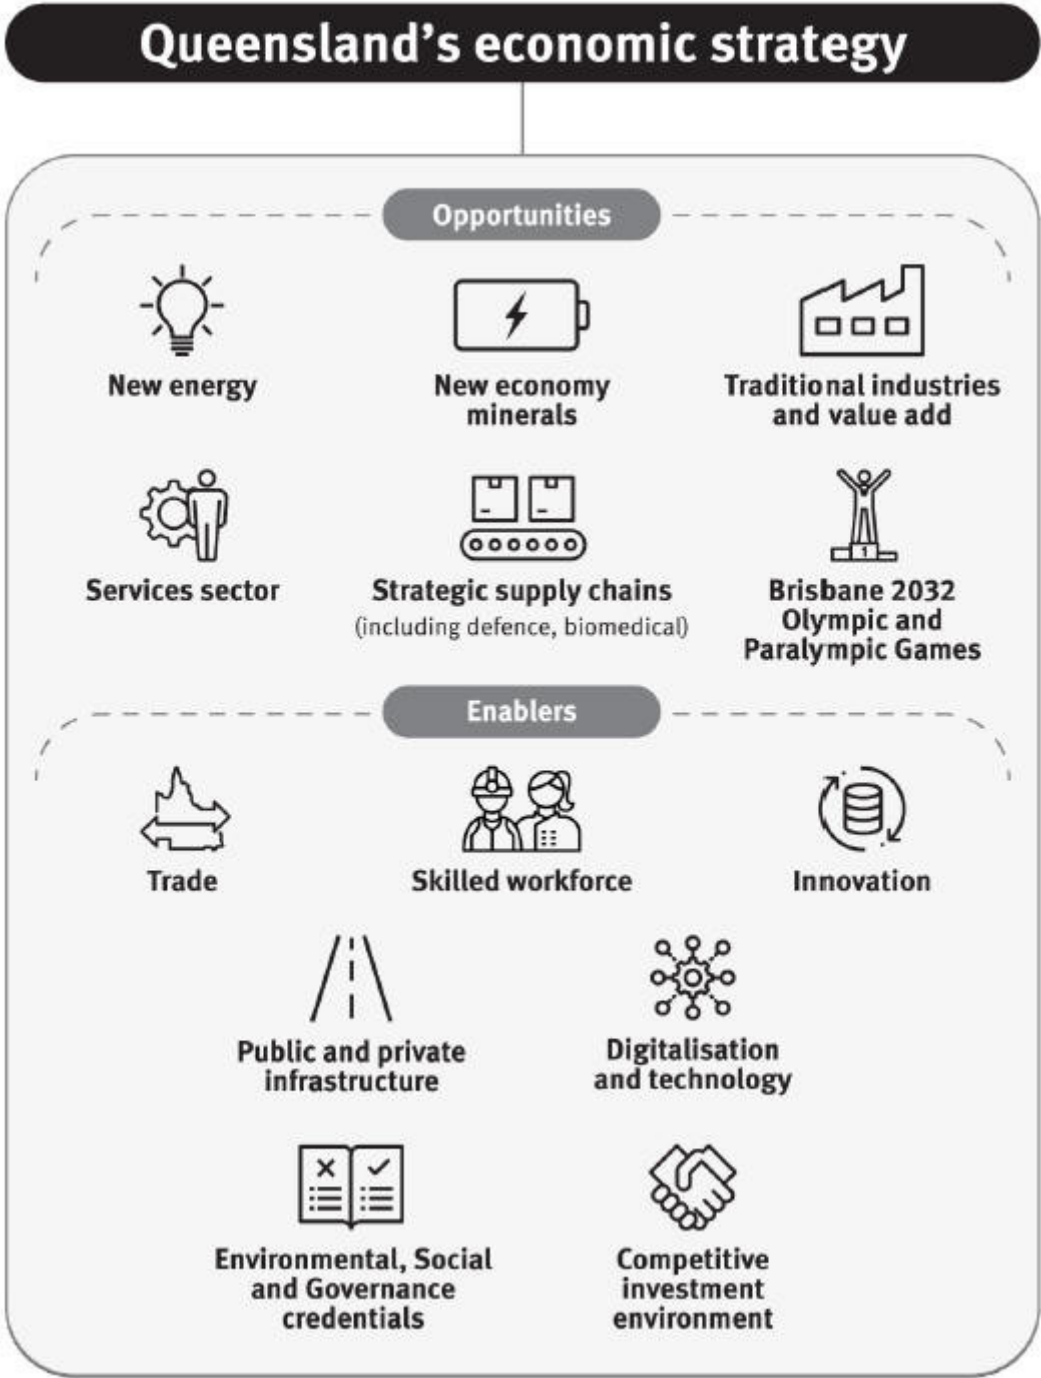 Queensland's economic strategy
Opportunities
New energy
New economy
minerals
Traditional industries
and value add
Services sector
Strategic supply chains
(including defence, biomedical)
1
Brisbane 2032
Olympic and
Paralympic Games
Enablers
Trade
Skilled workforce
Innovation
Public and private
infrastructure
Digitalisation
and technology
Environmental, Social
and Governance
credentials
Competitive
investment
environment